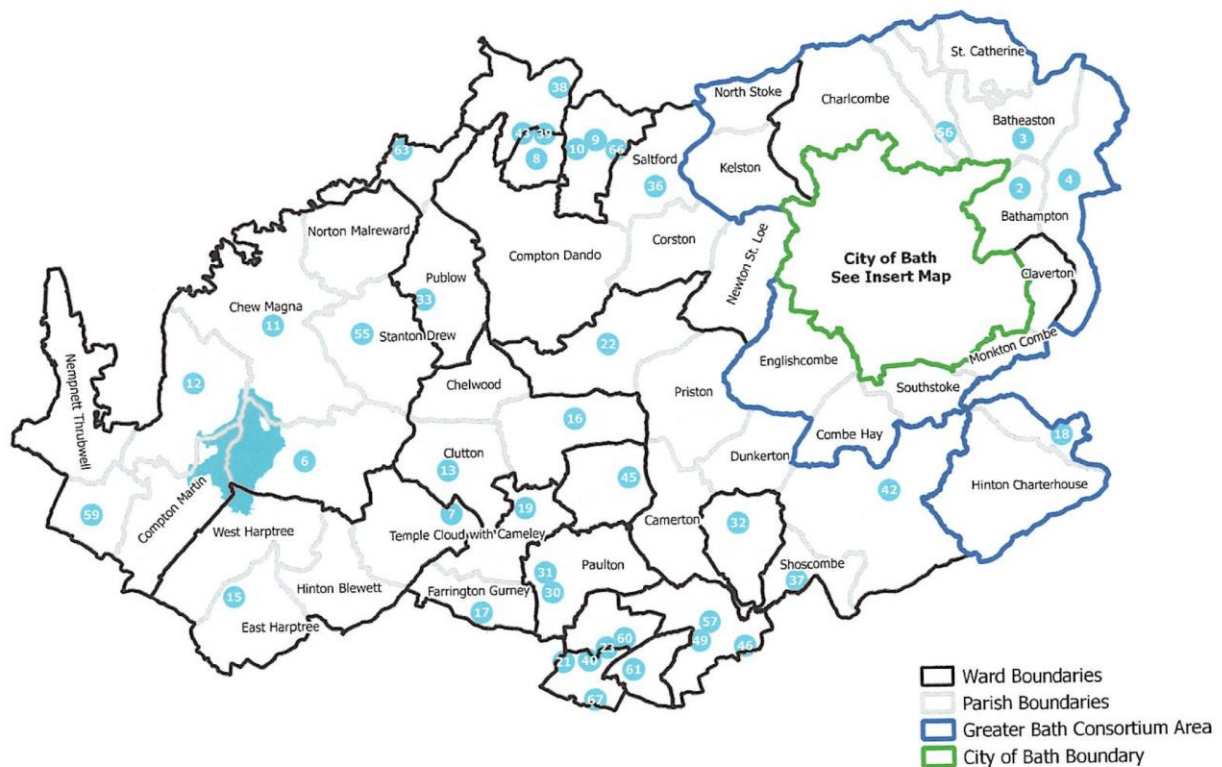 St. Catherine
North Stoke
Charlcombe
38
Batheaston
56
3
43
39
9
10
66
8
63
Saltford
Kelston
36
4
2
Bathampton
Norton Malreward
Corston
Compton Dando
Newton St. Loe
City of Bath
See Insert Map
Claverton
Publow
Chew Magna
33
11
55
Stanton Drew
22
Monkton Combe
Englishcombe
Nempnett Thrubwell
12
Chelwood
Southstoke
Priston
16
Combe Hay
18
Clutton
Dunkerton
6
13
45
42
Hinton Charterhouse
Compton Martin
59
7
19
32
West Harptree
Temple Cloud with Cameley
Camerton
Paulton
Shoscombe
31
37
Hinton Blewett
Farrington Gurney
30
15
17
East Harptree
57
60
49
46
23
21
40
61
67
Ward Boundaries
Parish Boundaries
Greater Bath Consortium Area
City of Bath Boundary